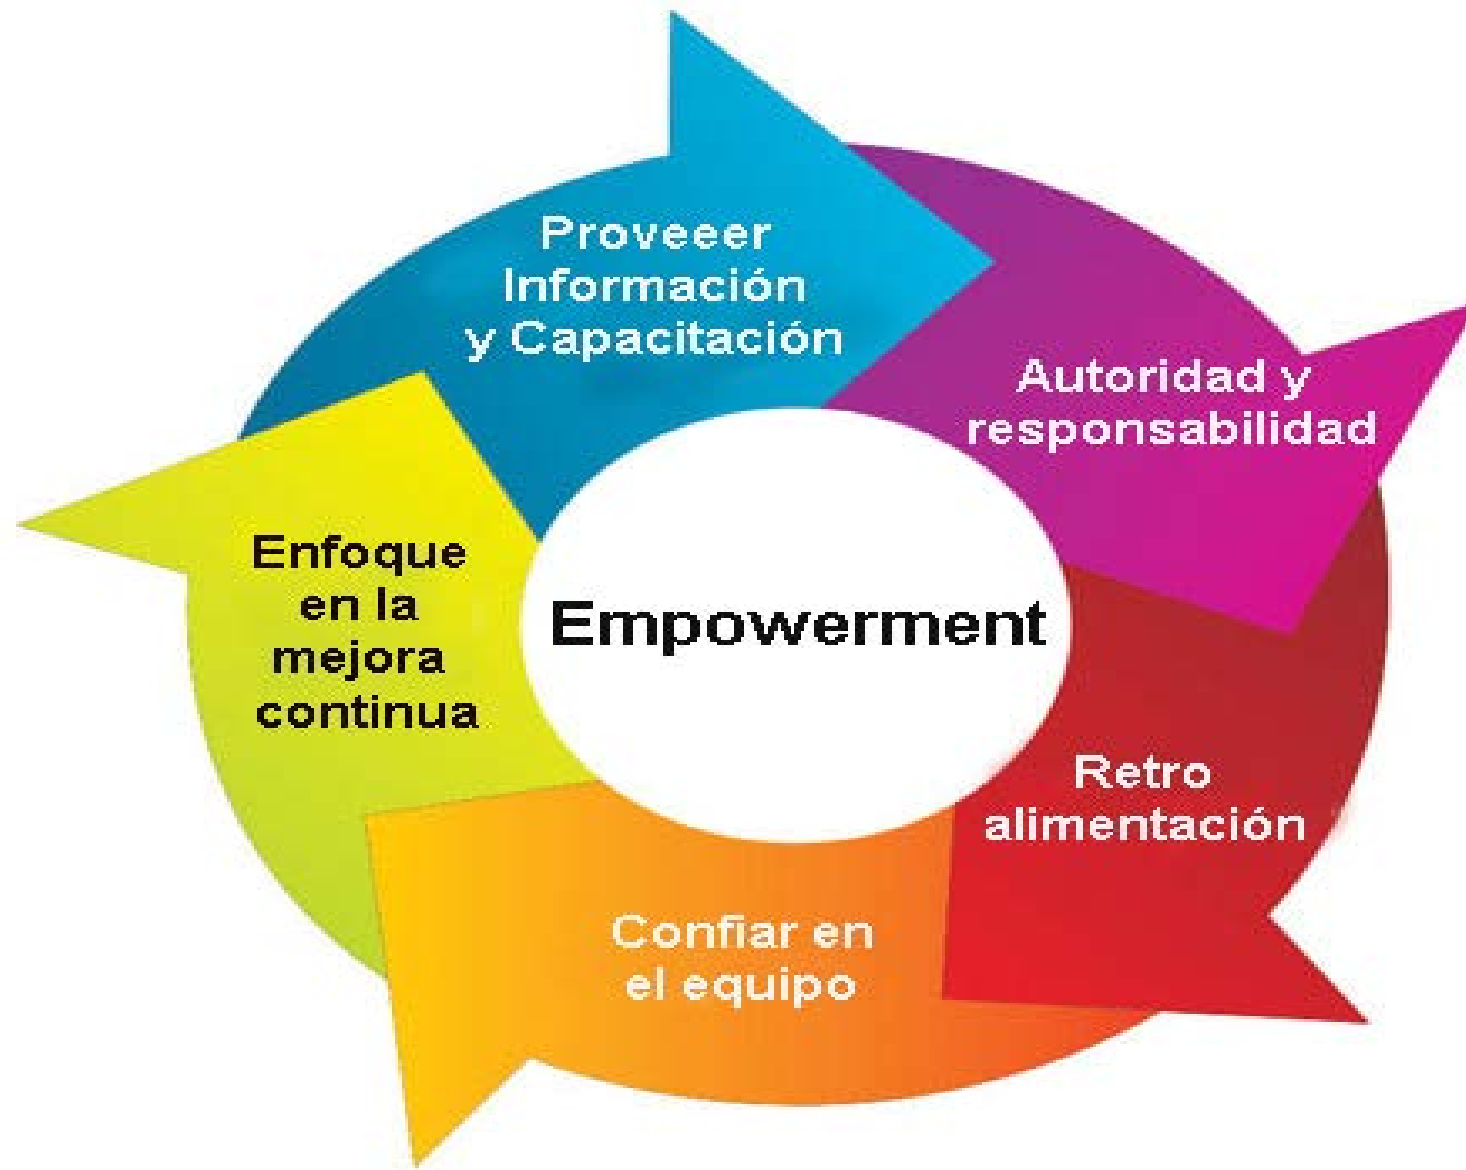 Proveeer
Información
y Capacitación
Autoridad y
responsabilidad
Retro
alimentación
Confiar en
el equipo
Enfoque
en la
mejora
continua
Empowerment